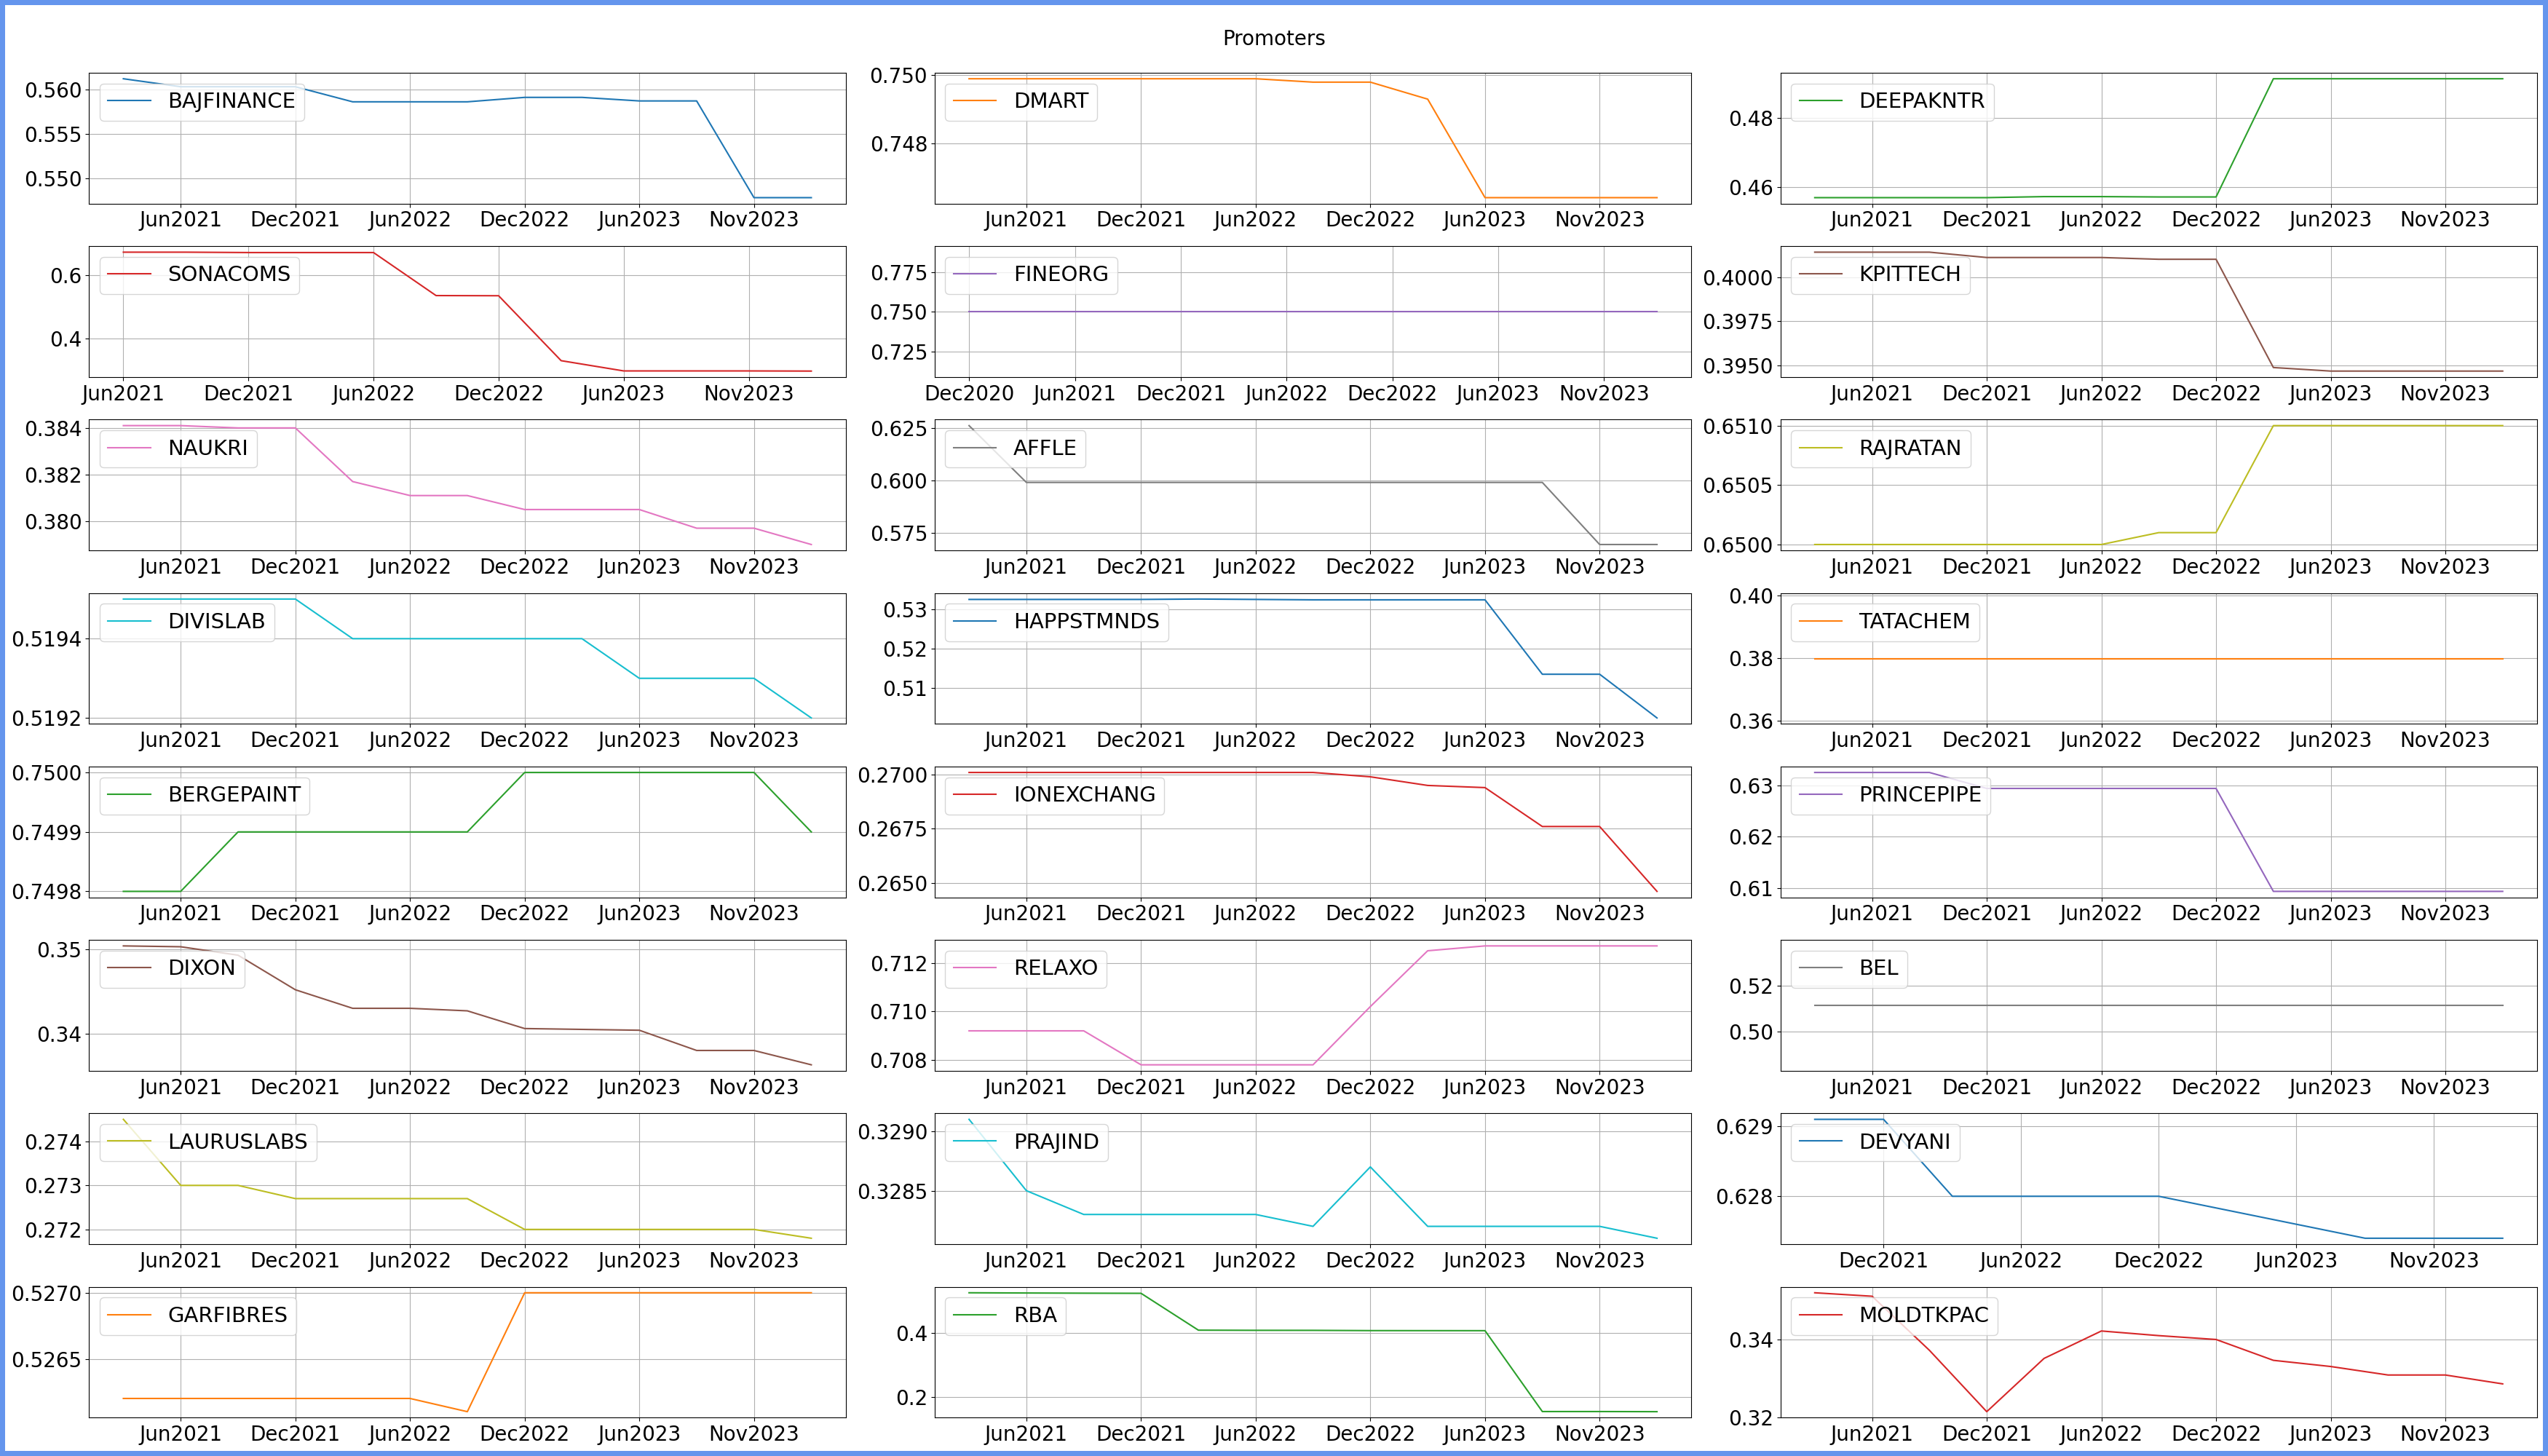 Promoters
0.560
0.555
0.550
BAJFINANCE
Jun2021 Dec2021 Jun2022 Dec2022 Jun2023 Nov2023
0.750
0.748
DMART
Jun2021 Dec2021 Jun2022 Dec2022 Jun2023 Nov2023
0.48
0.46
DEEPAKNTR
Jun2021 Dec2021 Jun2022 Dec2022 Jun2023 Nov2023
0.6
0.4
SONACOMS
Jun2021 Dec2021 Jun2022 Dec2022 Jun2023 Nov2023
0.775
0.750
0.725
FINEORG
Dec2020 Jun2021 Dec2021 Jun2022 Dec2022 Jun2023 Nov2023
0.4000
0.3975
0.3950
KPITTECH
Jun2021 Dec2021 Jun2022 Dec2022 Jun2023 Nov2023
0.384
0.382
0.380
NAUKRI
Jun2021 Dec2021 Jun2022 Dec2022 Jun2023 Nov2023
0.625
0.600
0.575
AFFLE
Jun2021 Dec2021 Jun2022 Dec2022 Jun2023 Nov2023
0.6510
0.6505
0.6500
RAJRATAN
Jun2021 Dec2021 Jun2022 Dec2022 Jun2023 Nov2023
0.5194
0.5192
DIVISLAB
Jun2021 Dec2021 Jun2022 Dec2022 Jun2023 Nov2023
0.53
0.52
0.51
HAPPSTMNDS
Jun2021 Dec2021 Jun2022 Dec2022 Jun2023 Nov2023
0.40
0.38
0.36
TATACHEM
Jun2021 Dec2021 Jun2022 Dec2022 Jun2023 Nov2023
0.7500
0.7499
0.7498
BERGEPAINT
Jun2021 Dec2021 Jun2022 Dec2022 Jun2023 Nov2023
0.2700
0.2675
0.2650
IONEXCHANG
Jun2021 Dec2021 Jun2022 Dec2022 Jun2023 Nov2023
0.63
0.62
0.61
PRINCEPIPE
Jun2021 Dec2021 Jun2022 Dec2022 Jun2023 Nov2023
0.35
0.34
DIXON
Jun2021 Dec2021 Jun2022 Dec2022 Jun2023 Nov2023
0.712
0.710
0.708
RELAXO
Jun2021 Dec2021 Jun2022 Dec2022 Jun2023 Nov2023
0.52
0.50
BEL
Jun2021 Dec2021 Jun2022 Dec2022 Jun2023 Nov2023
0.274
0.273
0.272
LAURUSLABS
Jun2021 Dec2021 Jun2022 Dec2022 Jun2023 Nov2023
0.3290
0.3285
PRAJIND
Jun2021 Dec2021 Jun2022 Dec2022 Jun2023 Nov2023
0.629
0.628
DEVYANI
Dec2021 Jun2022 Dec2022 Jun2023 Nov2023
0.5270
0.5265
GARFIBRES
Jun2021 Dec2021 Jun2022 Dec2022 Jun2023 Nov2023
0.4
0.2
RBA
Jun2021 Dec2021 Jun2022 Dec2022 Jun2023 Nov2023
0.34
0.32
MOLDTKPAC
Jun2021 Dec2021 Jun2022 Dec2022 Jun2023 Nov2023